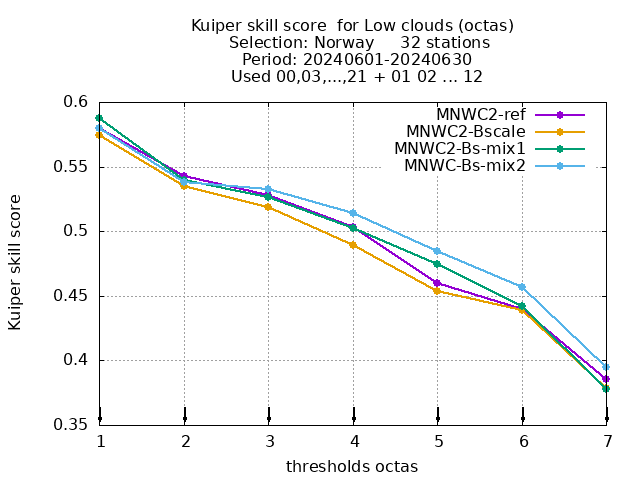 Kuiper skill score  for Low clouds (octas)
Selection: Norway     32 stations
Period: 20240601-20240630
Used 00,03,...,21 + 01 02 ... 12
MNWC2-ref
MNWC2-Bscale
MNWC2-Bs-mix1
MNWC-Bs-mix2
Kuiper skill score
0.6
0.55
0.5
0.45
0.4
0.35
1 2 3 4 5 6 7
thresholds octas